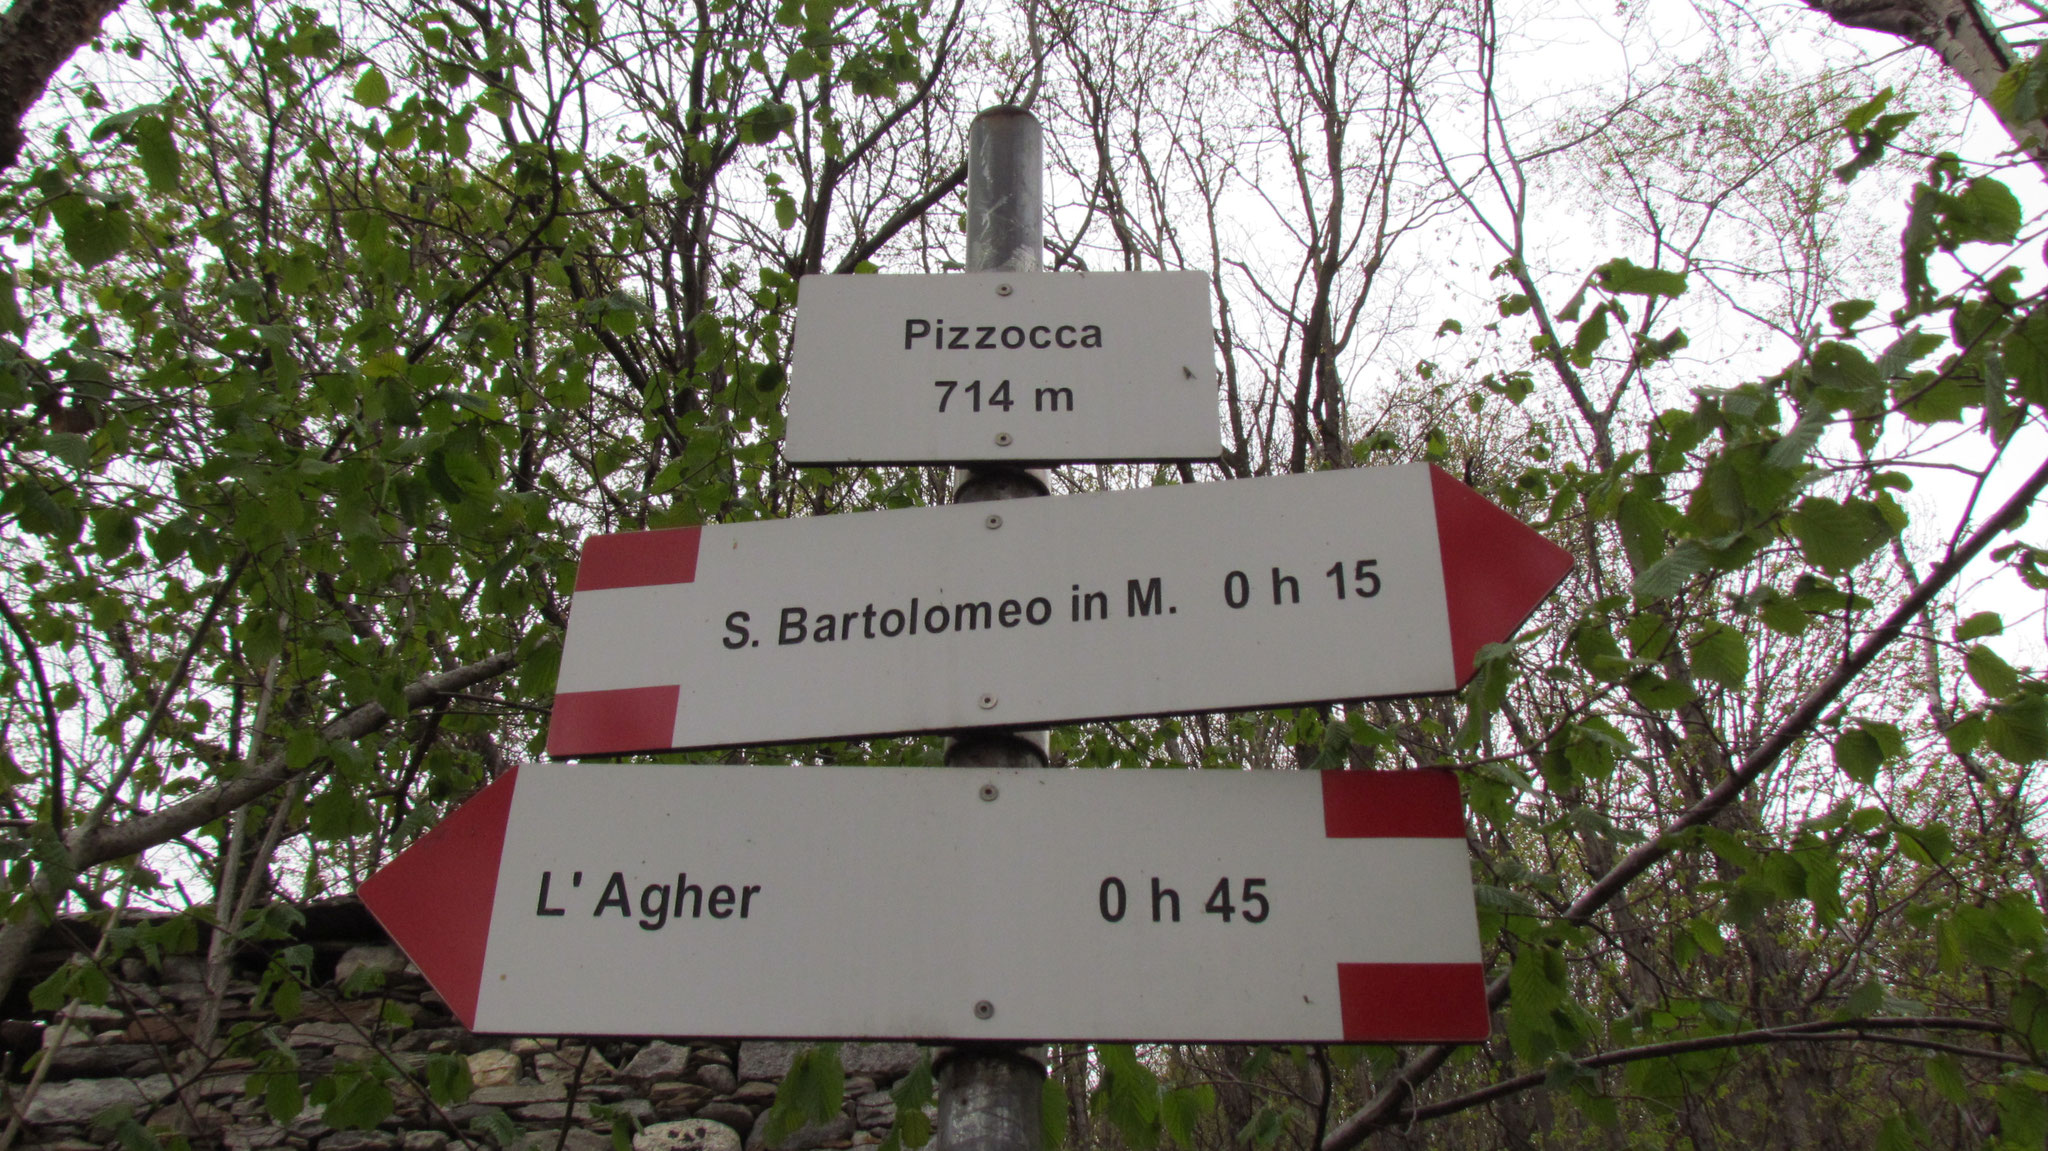 Pizzocca
714 m
S. Bartolomeo in M. 0 h 15
L' Agher 0 h 45